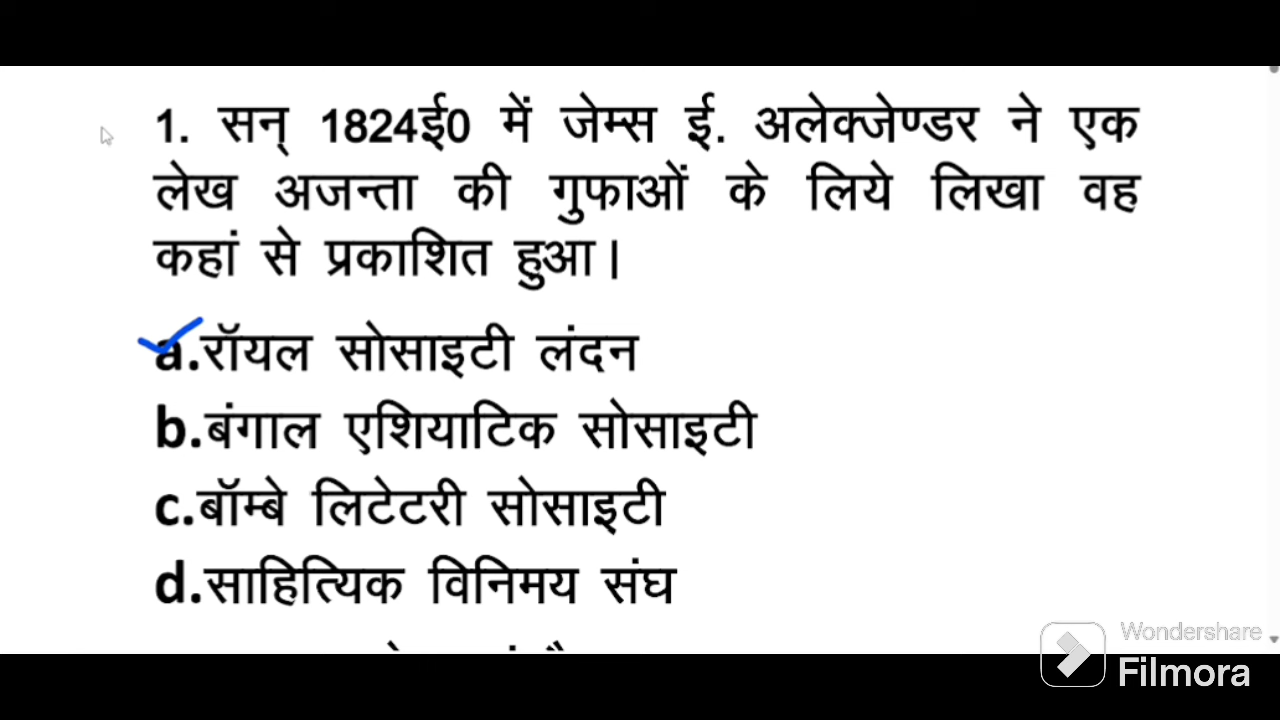 1. सन् 1824ई0 में जेम्स ई. अलेक्जेण्डर ने एक
लेख अजन्ता की गुफाओं के लिये लिखा वह
कहां से प्रकाशित हुआ।
a.रॉयल सोसाइटी लंदन
b.बंगाल एशियाटिक सोसाइटी
c.बॉम्बे लिटेटरी सोसाइटी
d.साहित्यिक विनिमय संघ
Wondershare
Filmora